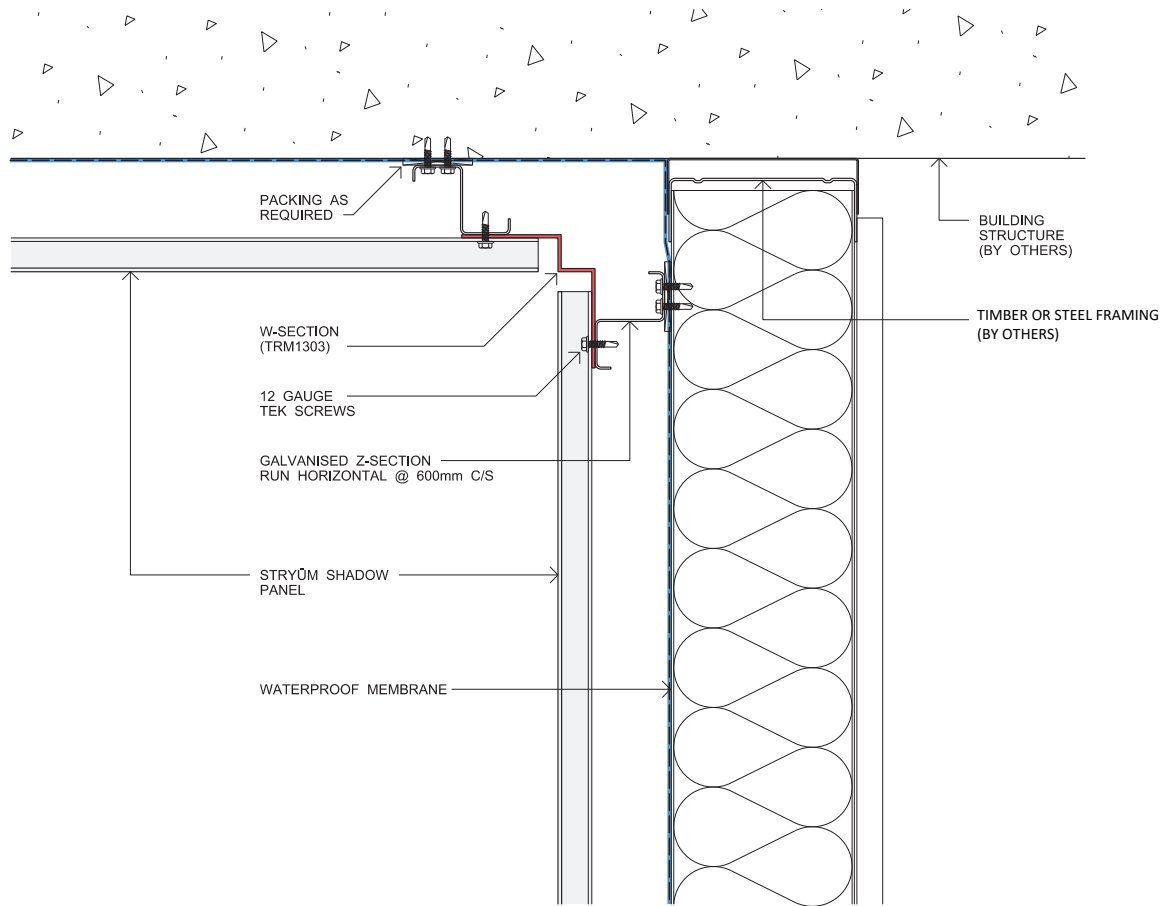 PACKING AS
REQUIRED
BUILDING
STRUCTURE
(BY OTHERS)
W-SECTION
(TRM1303)
TIMBER OR STEEL FRAMING
(BY OTHERS)
12 GAUGE
TEK SCREWS
GALVANISED Z-SECTION
RUN HORIZONTAL @ 600mm C/S
STRYŪM SHADOW
PANEL
WATERPROOF MEMBRANE